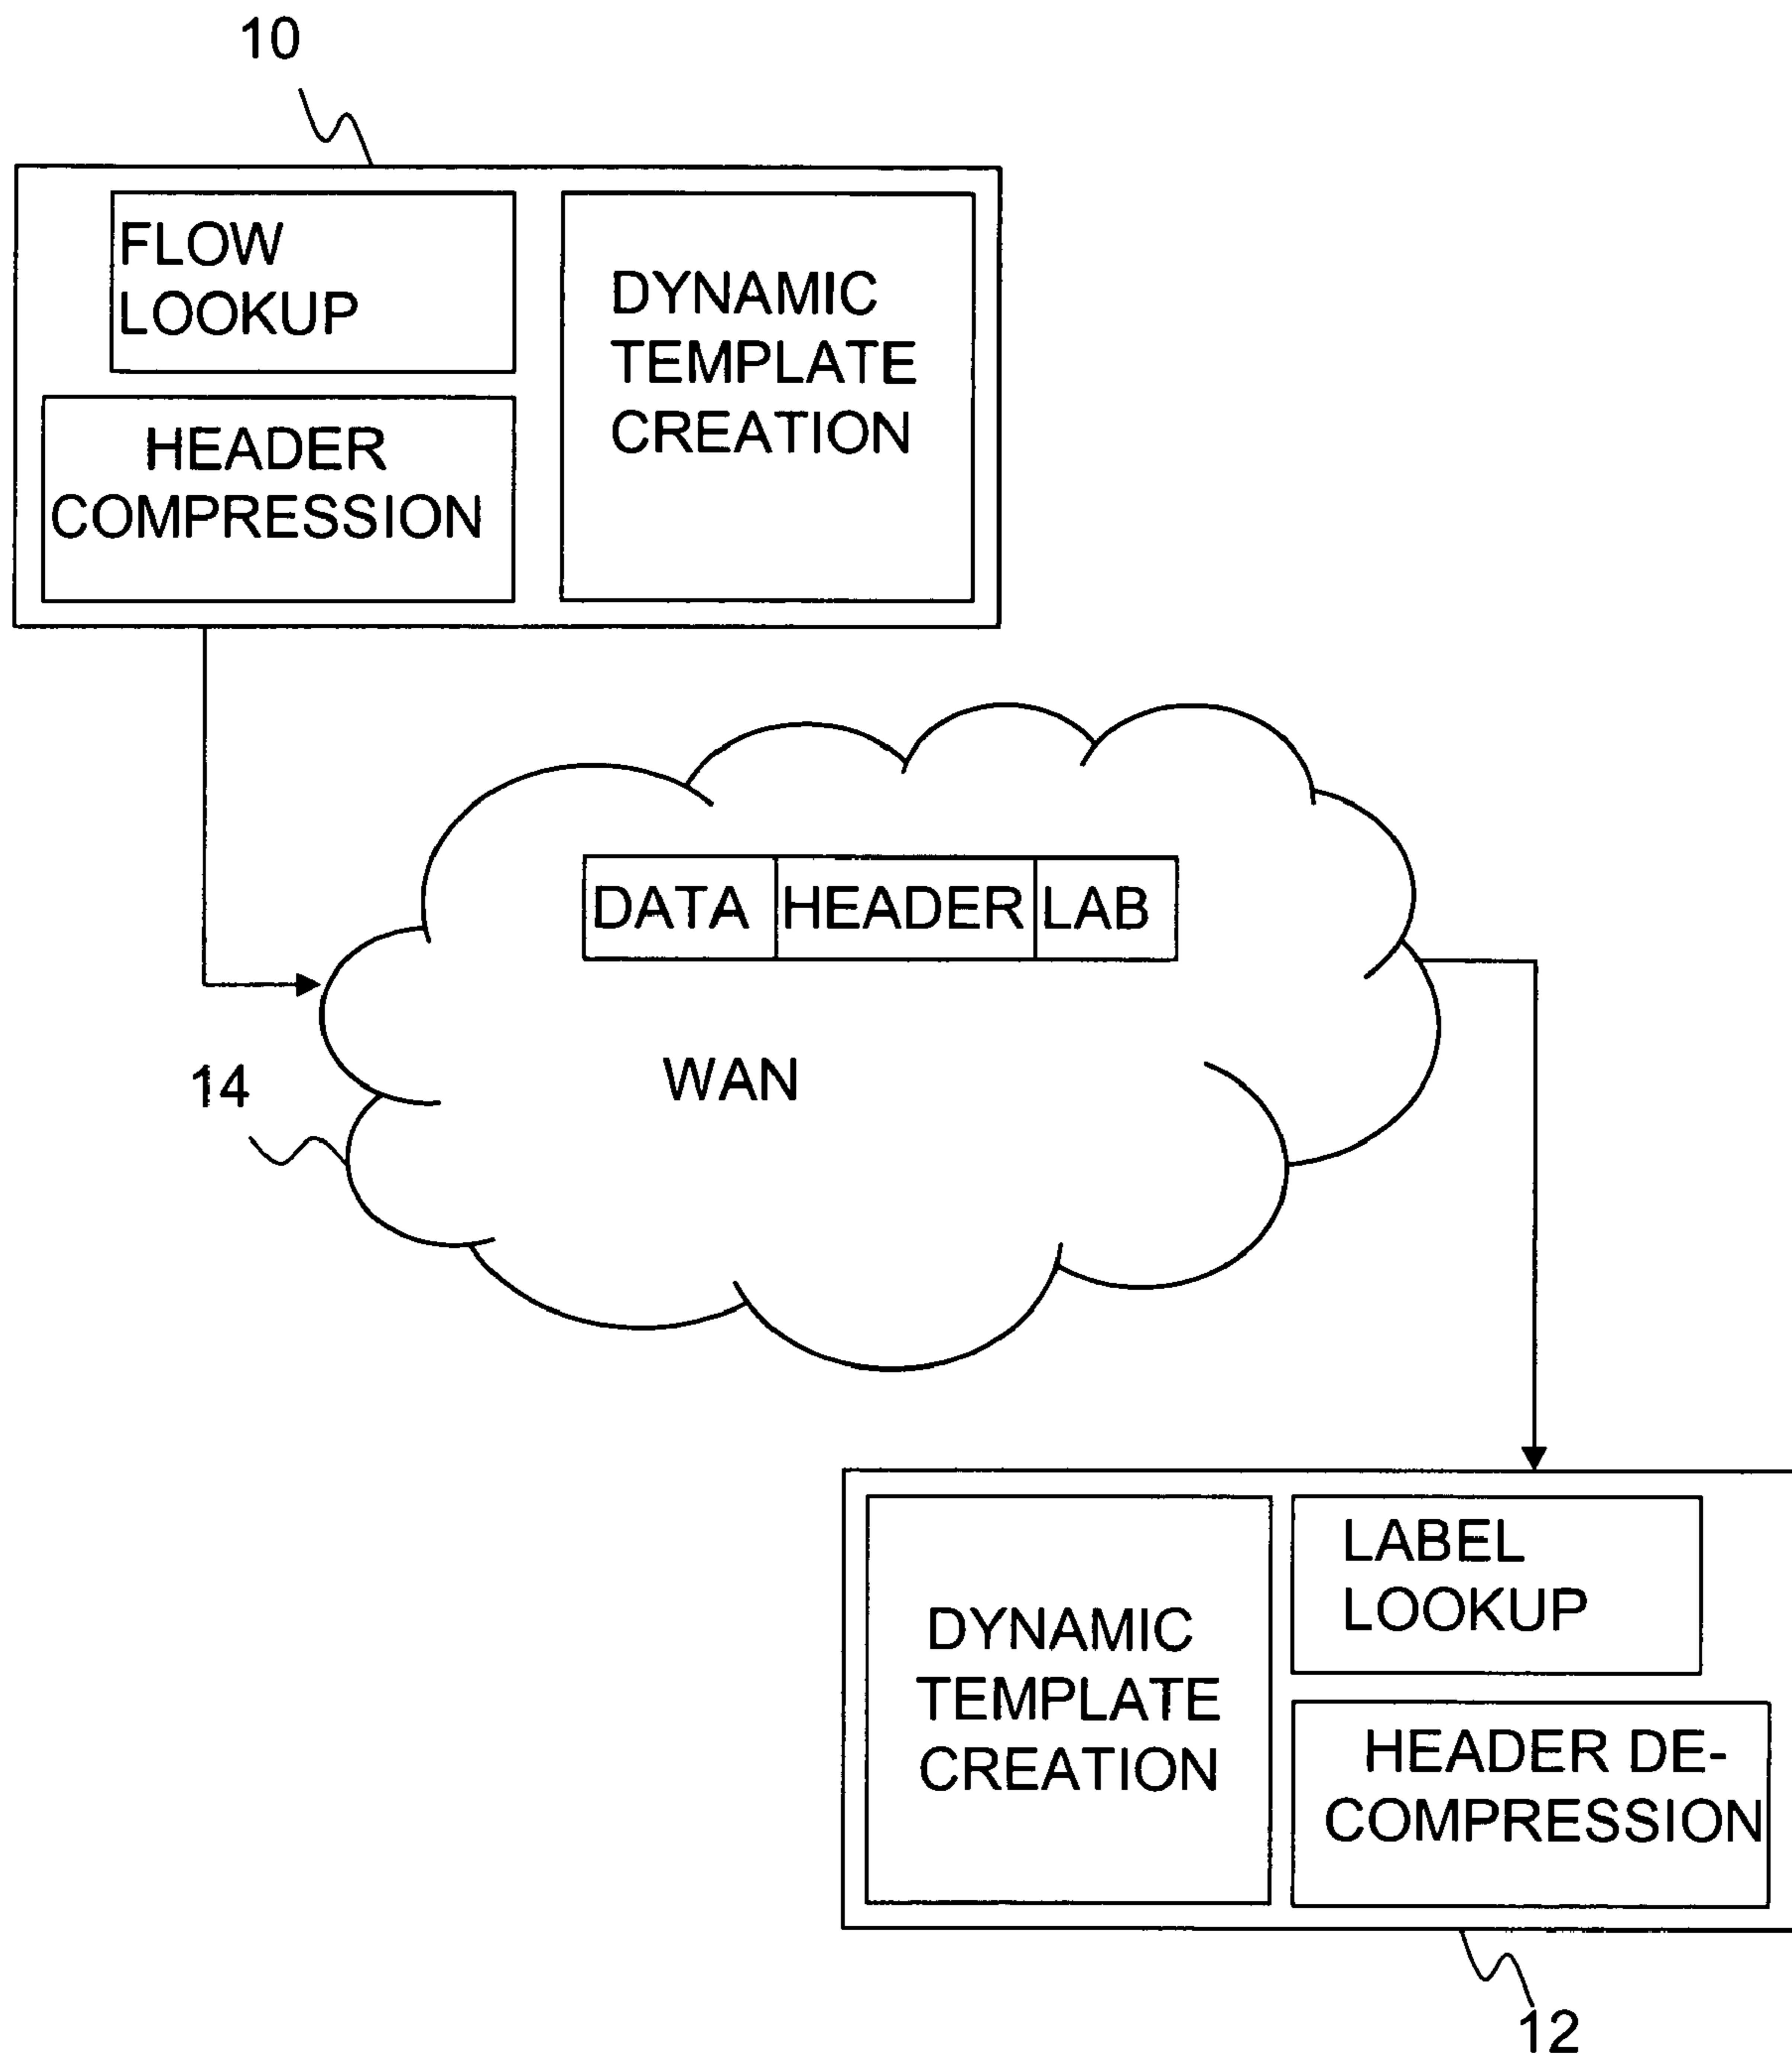 10
FLOW
LOOKUP
DYNAMIC
TEMPLATE
CREATION
HEADER
COMPRESSION
DATA HEADER LAB
WAN
14
DYNAMIC
TEMPLATE
CREATION
LABEL
LOOKUP
HEADER DE-
COMPRESSION
12